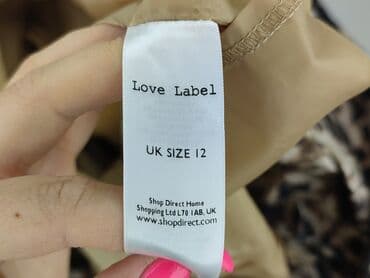 Love Label
UK SIZE 12
Shop Direct Home
Shopping Ltd L70 1AB, UK
www.shopdirect.com